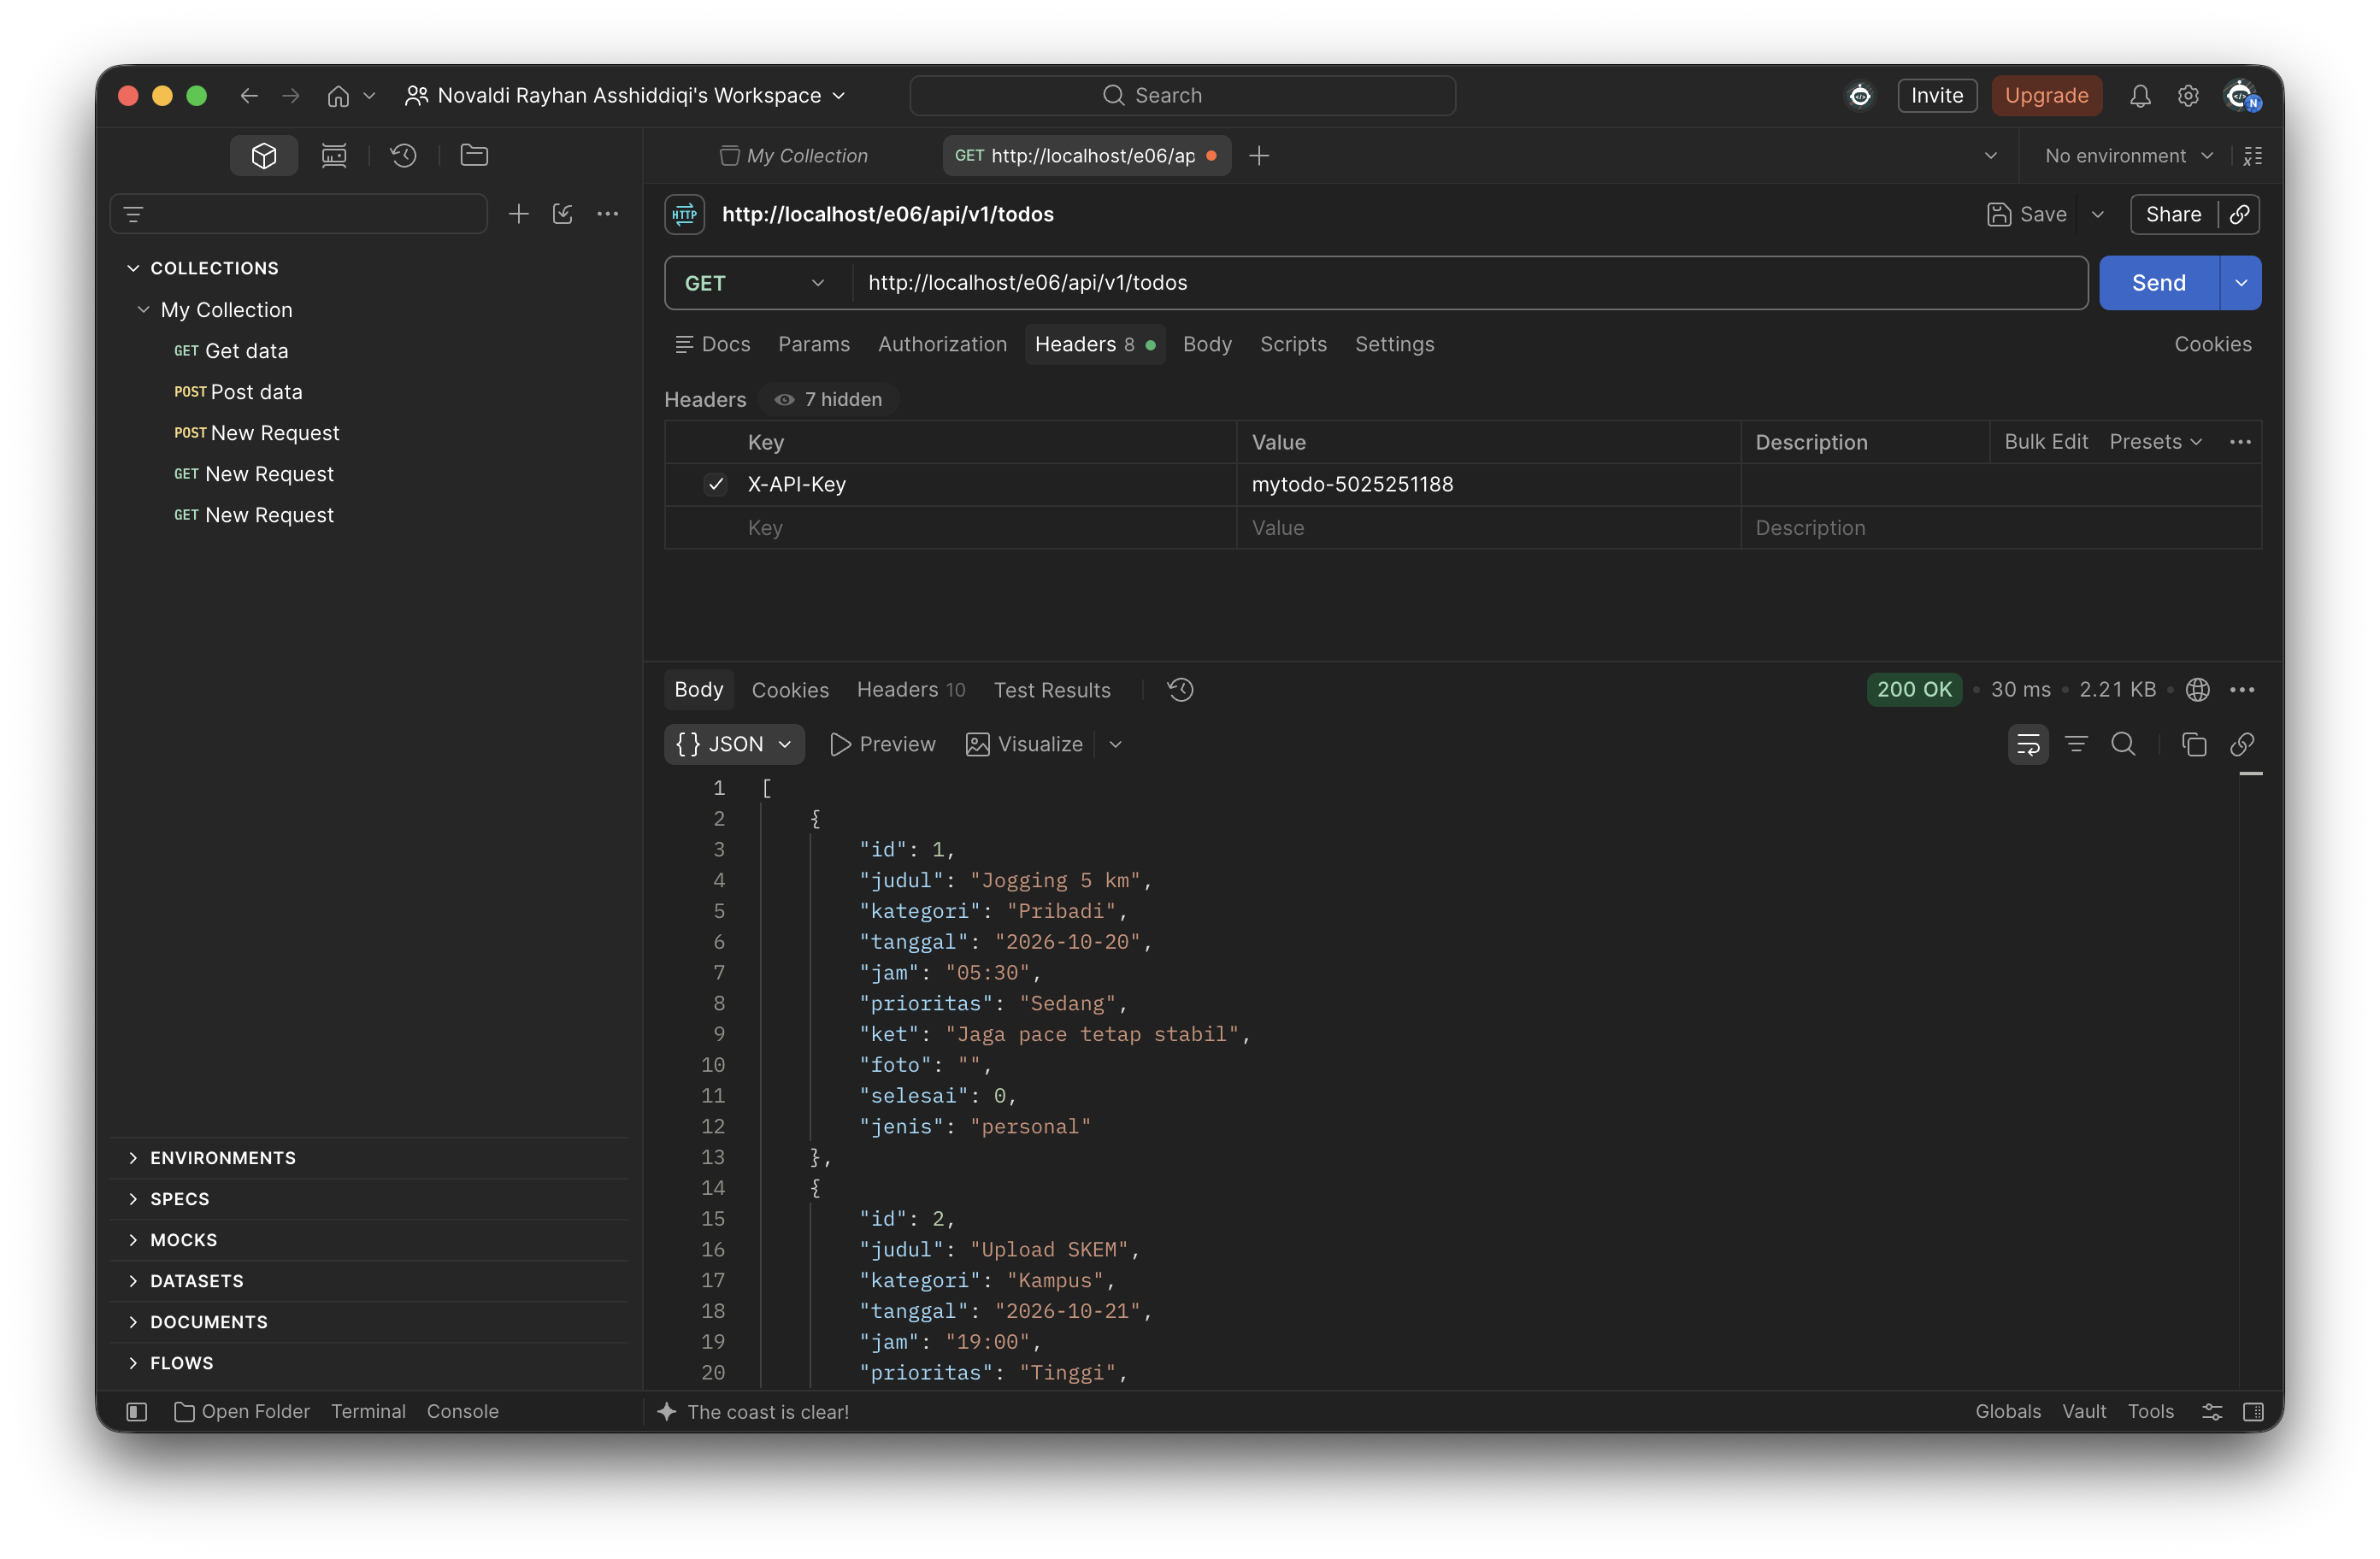 Novaldi Rayhan Asshiddiqi's Workspace
Search
Invite
Upgrade
N
My Collection
GET http://localhost/e06/ap
No environment
HTTP
http://localhost/e06/api/v1/todos
Save
Share
COLLECTIONS
My Collection
GET Get data
POST Post data
POST New Request
GET New Request
GET New Request
ENVIRONMENTS
SPECS
MOCKS
DATASETS
DOCUMENTS
FLOWS
GET
http://localhost/e06/api/v1/todos
Send
Docs Params Authorization Headers 8 Body Scripts Settings Cookies
Headers 7 hidden
Key Value Description Bulk Edit Presets
X-API-Key mytodo-5025251188
Key Value Description
Body Cookies Headers 10 Test Results
200 OK 30 ms 2.21 KB
{} JSON Preview Visualize
1 [
2 {
3 "id": 1,
4 "judul": "Jogging 5 km",
5 "kategori": "Pribadi",
6 "tanggal": "2026-10-20",
7 "jam": "05:30",
8 "prioritas": "Sedang",
9 "ket": "Jaga pace tetap stabil",
10 "foto": "",
11 "selesai": 0,
12 "jenis": "personal"
13 },
14 {
15 "id": 2,
16 "judul": "Upload SKEM",
17 "kategori": "Kampus",
18 "tanggal": "2026-10-21",
19 "jam": "19:00",
20 "prioritas": "Tinggi",
Open Folder Terminal Console
The coast is clear!
Globals Vault Tools